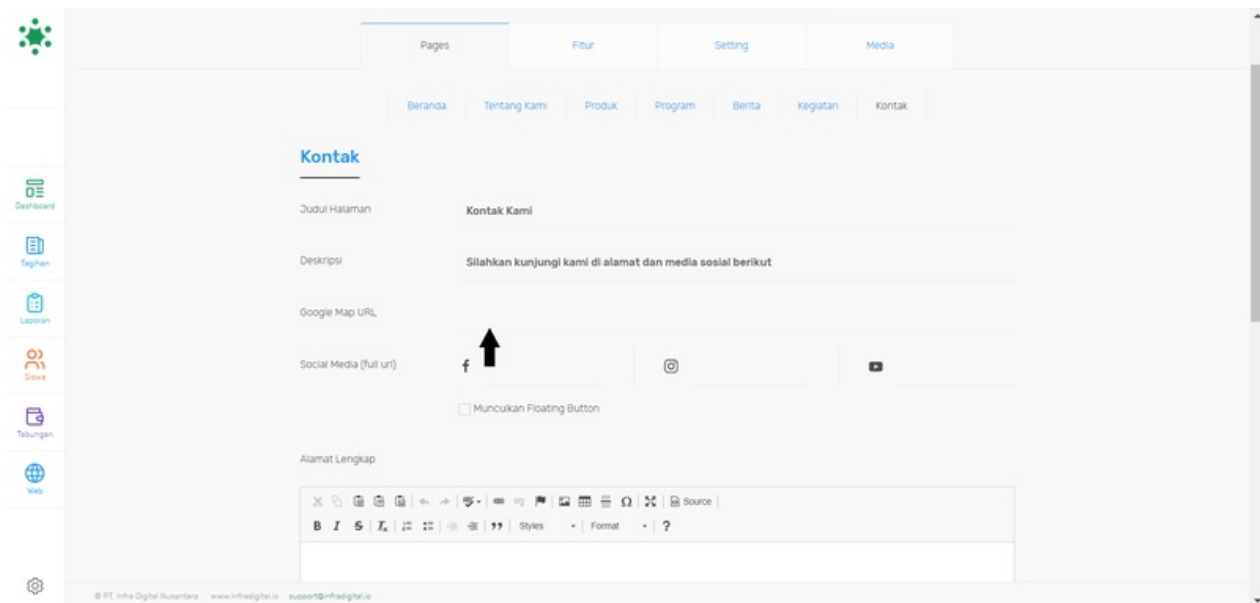 Pages Fitur Setting Media
Beranda Tentang Kami Produk Program Berita Kegiatan Kontak
Kontak
Judul Halaman Kontak Kami
Deskripsi Silahkan kunjungi kami di alamat dan media sosial berikut
Google Map URL
Social Media (full url)
Munculkan Floating Button
Alamat Lengkap
Source
B I S Ix Styles Format ?
Dashboard
Tagihan
Laporan
Siswa
Tabungan
Web
© PT. Infra Digital Nusantara www.infradigital.io support@infradigital.io